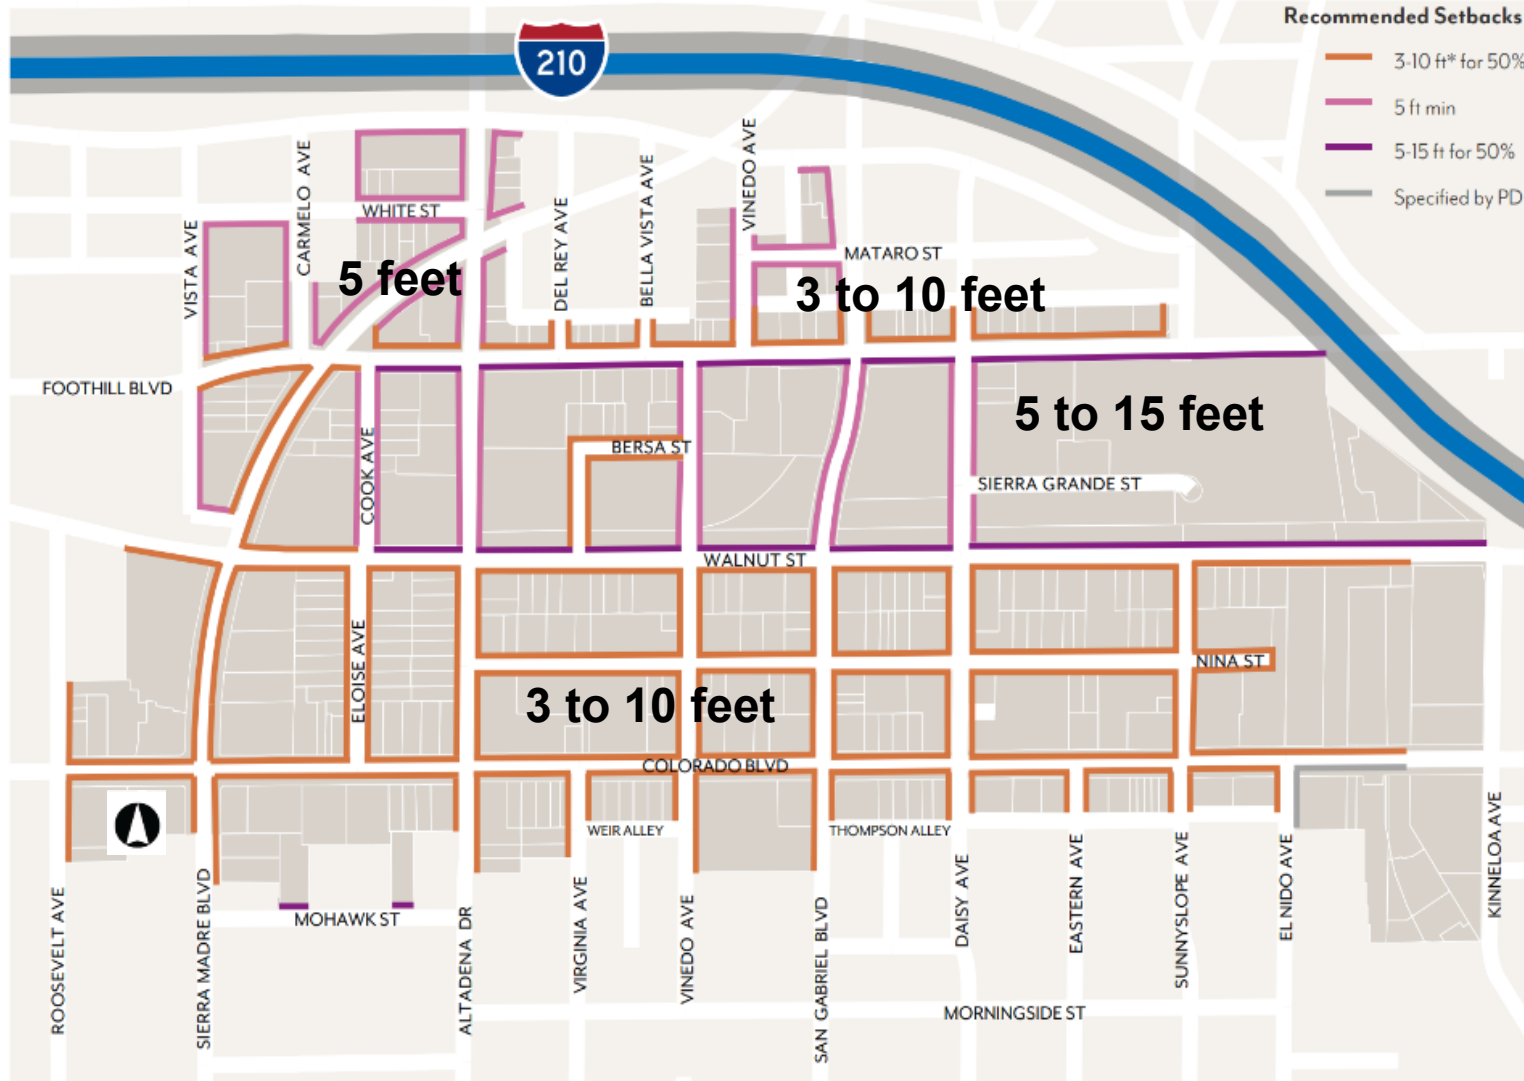 Recommended Setbacks
3-10 ft* for 50%
5 ft min
5-15 ft for 50%
Specified by PD
210
VISTA AVE
CARMELO AVE
WHITE ST
DEL REY AVE
BELLA VISTA AVE
VINEDO AVE
MATARO ST
5 feet
3 to 10 feet
FOOTHILL BLVD
COOK AVE
BERSA ST
5 to 15 feet
SIERRA GRANDE ST
WALNUT ST
ELOISE AVE
NINA ST
3 to 10 feet
COLORADO BLVD
WEIR ALLEY
THOMPSON ALLEY
MOHAWK ST
ROOSEVELT AVE
SIERRA MADRE BLVD
ALTADENA DR
VIRGINIA AVE
VINEDO AVE
SAN GABRIEL BLVD
DAISY AVE
EASTERN AVE
SUNNYSLOPE AVE
EL NIDO AVE
KINNELOA AVE
MORNINGSIDE ST